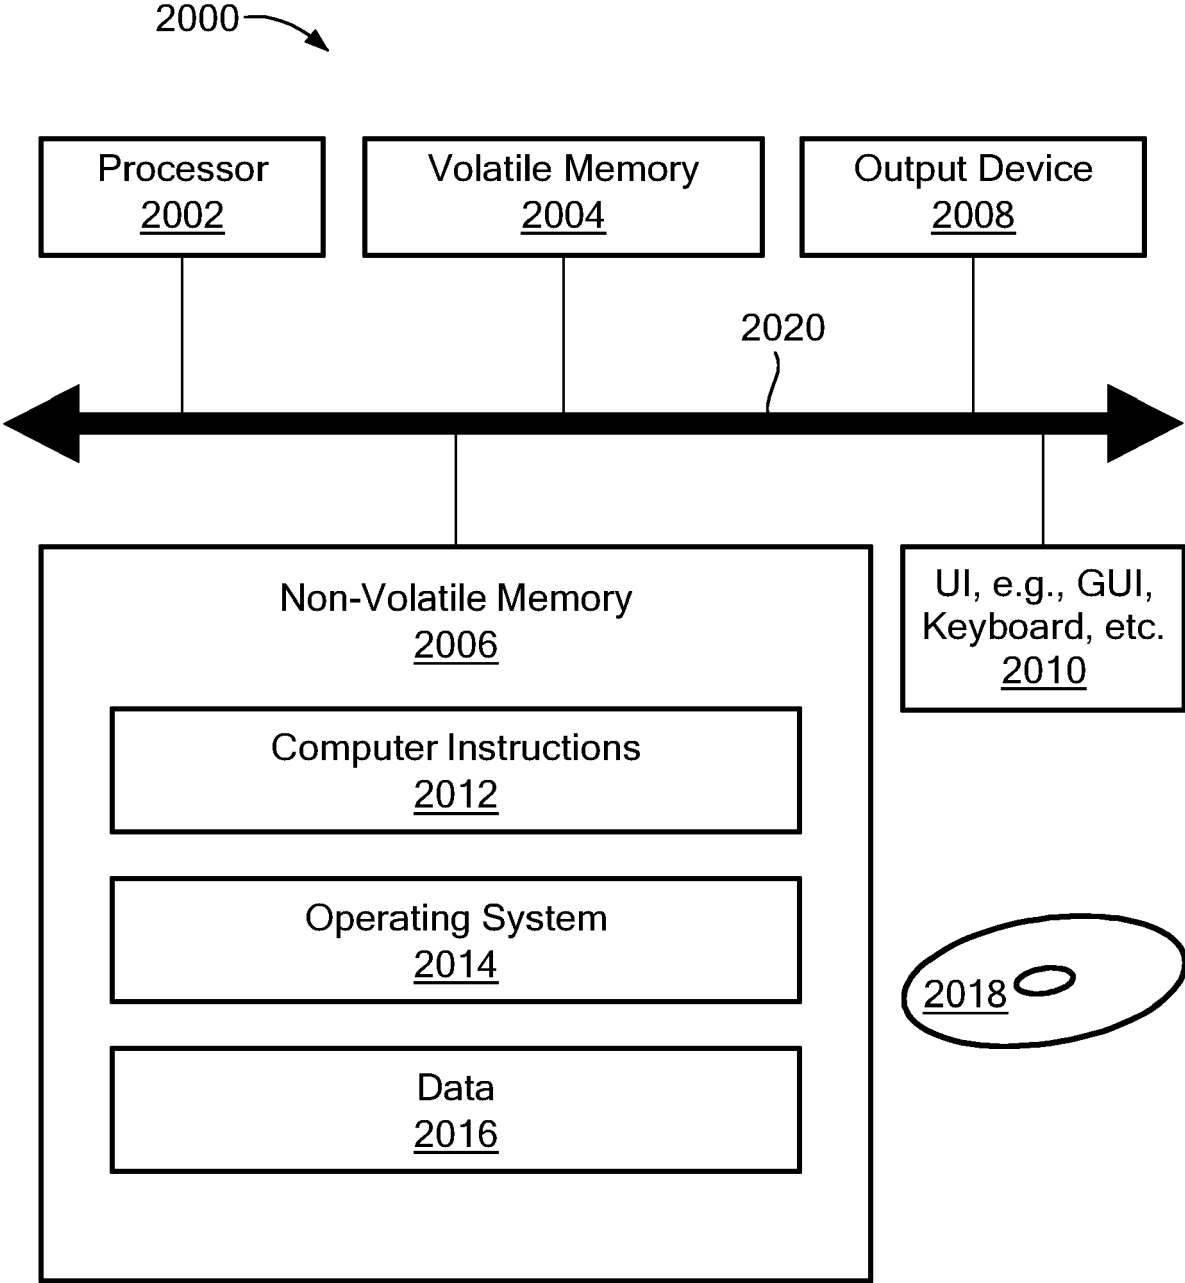 2000
Processor
2002
Volatile Memory
2004
Output Device
2008
2020
Non-Volatile Memory
2006
UI, e.g., GUI,
Keyboard, etc.
2010
Computer Instructions
2012
Operating System
2014
2018
Data
2016